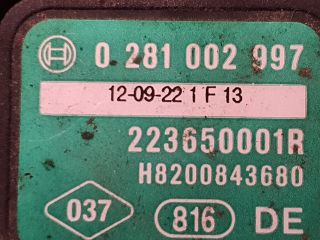 0 281 002 997
12-09-22 1 F 13
223650001R
H8200843680
037 816 DE